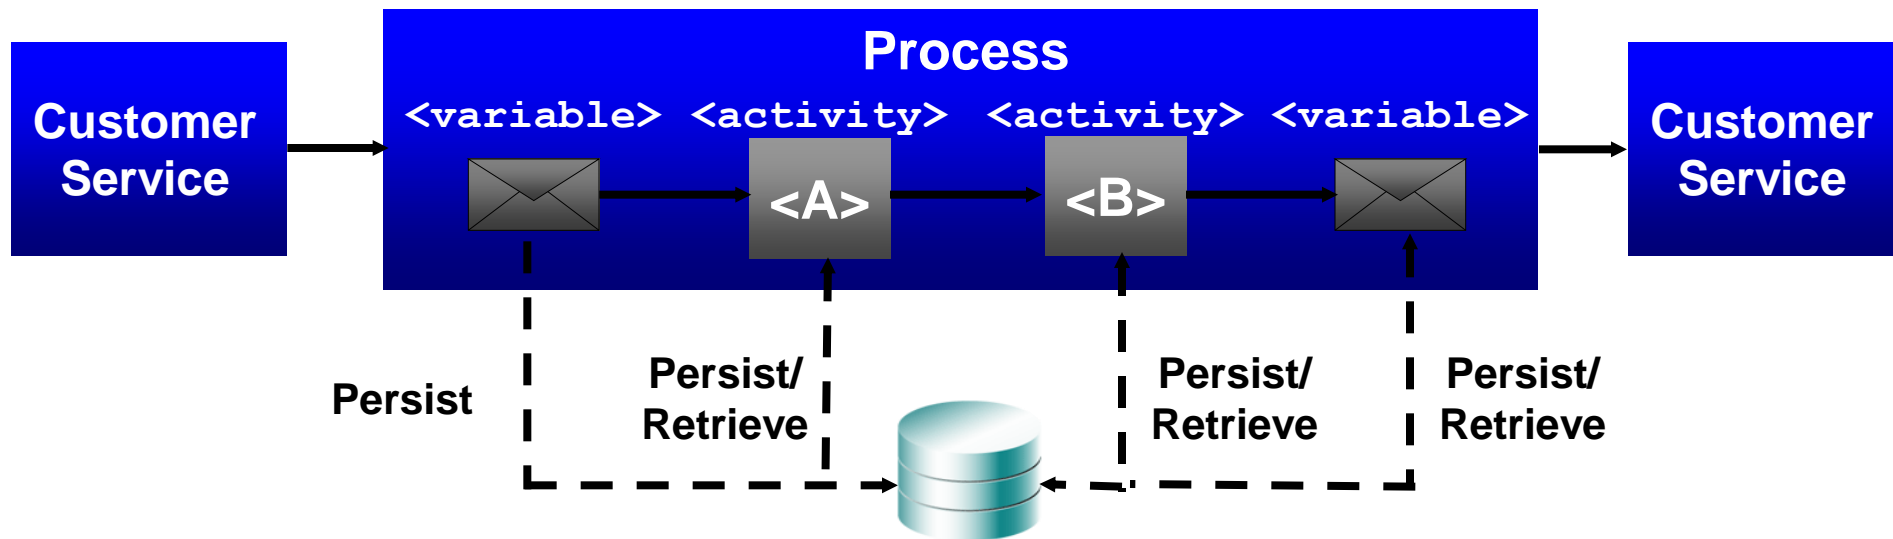 Process
Customer
Service
<variable> <activity> <activity> <variable>
<A>
<B>
Customer
Service
Persist
Persist/
Retrieve
Persist/
Retrieve
Persist/
Retrieve